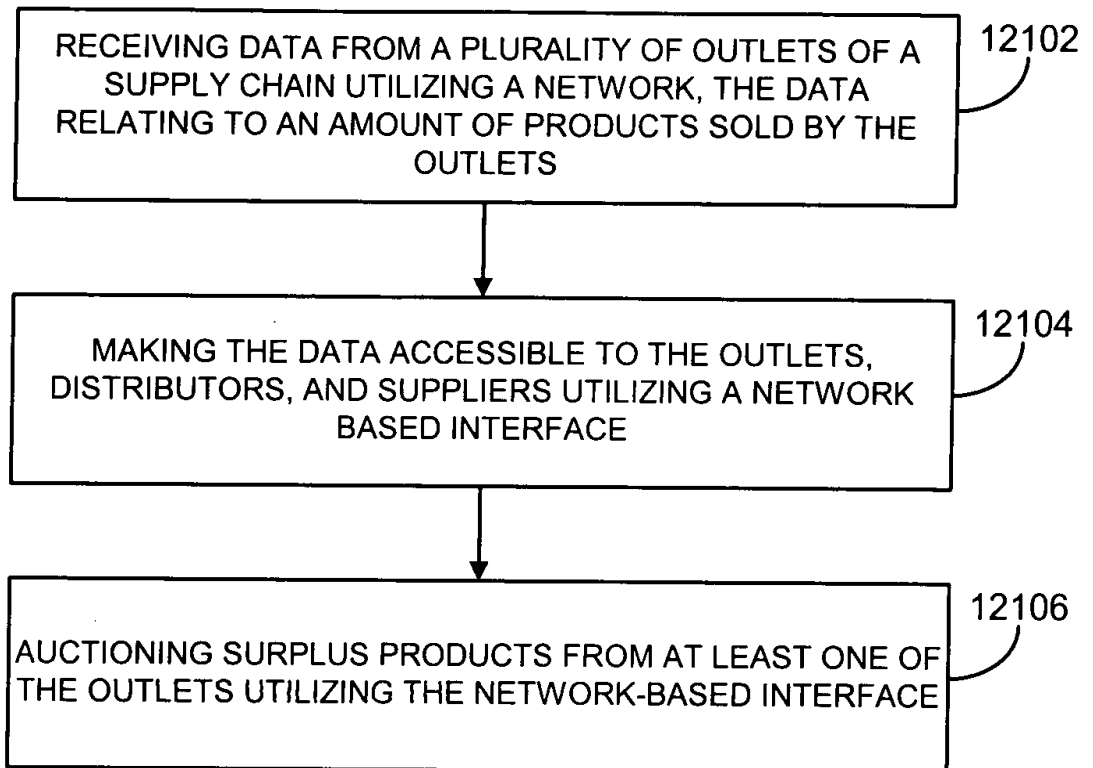 RECEIVING DATA FROM A PLURALITY OF OUTLETS OF A
SUPPLY CHAIN UTILIZING A NETWORK, THE DATA
RELATING TO AN AMOUNT OF PRODUCTS SOLD BY THE
OUTLETS
12102
MAKING THE DATA ACCESSIBLE TO THE OUTLETS,
DISTRIBUTORS, AND SUPPLIERS UTILIZING A NETWORK
BASED INTERFACE
12104
AUCTIONING SURPLUS PRODUCTS FROM AT LEAST ONE OF
THE OUTLETS UTILIZING THE NETWORK-BASED INTERFACE
12106